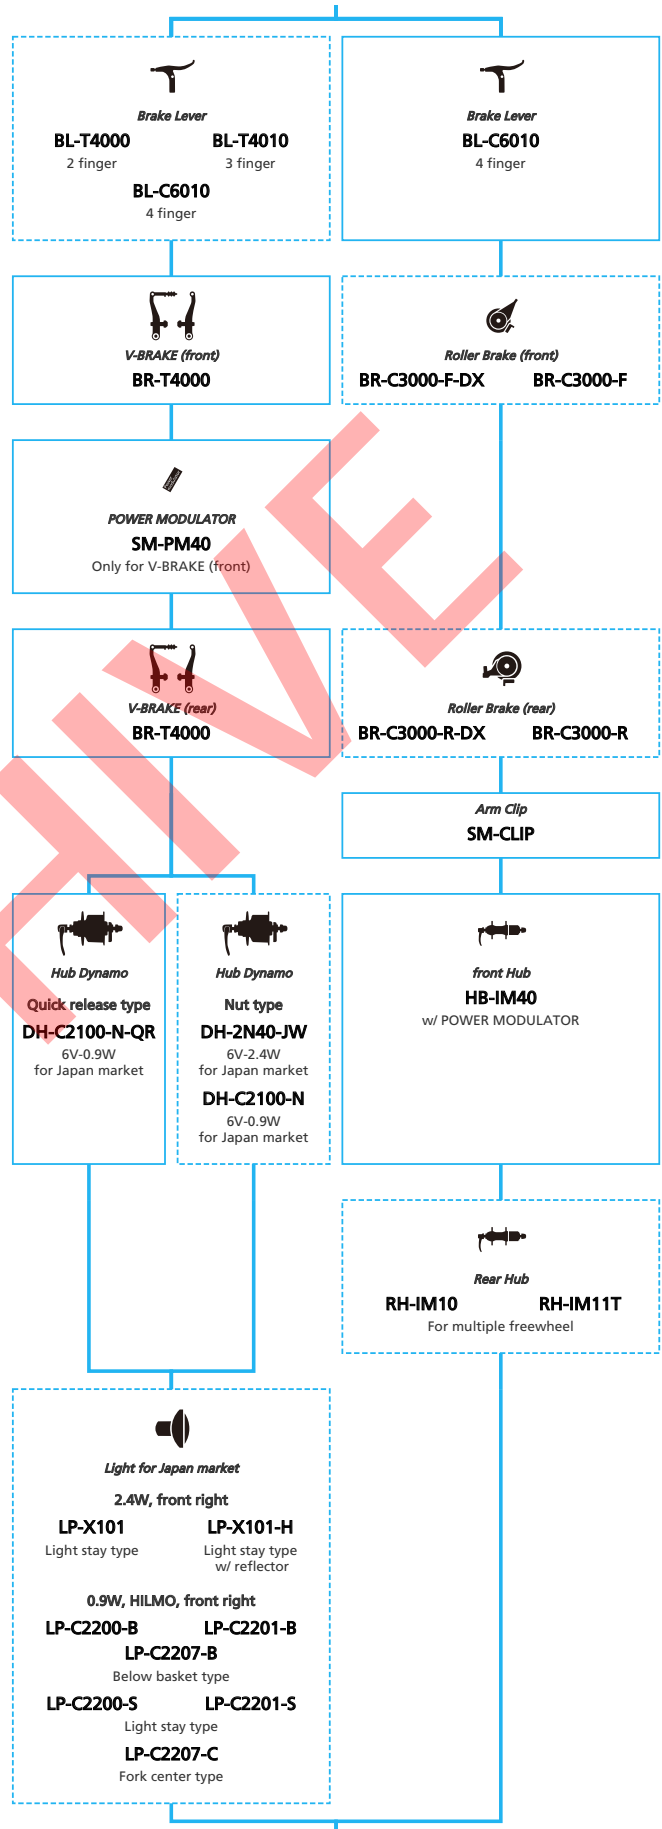 Brake Lever
BL-T4000 BL-T4010
2 finger 3 finger
BL-C6010
4 finger
Brake Lever
BL-C6010
4 finger
V-BRAKE (front)
BR-T4000
Roller Brake (front)
BR-C3000-F-DX BR-C3000-F
POWER MODULATOR
SM-PM40
Only for V-BRAKE (front)
V-BRAKE (rear)
BR-T4000
Roller Brake (rear)
BR-C3000-R-DX BR-C3000-R
Arm Clip
SM-CLIP
Hub Dynamo
Quick release type
DH-C2100-N-QR
6V-0.9W
for Japan market
Hub Dynamo
Nut type
DH-2N40-JW
6V-2.4W
for Japan market
DH-C2100-N
6V-0.9W
for Japan market
front Hub
HB-IM40
w/ POWER MODULATOR
Rear Hub
RH-IM10 RH-IM11T
For multiple freewheel
Light for Japan market
2.4W, front right
LP-X101 LP-X101-H
Light stay type Light stay type
w/ reflector
0.9W, HILMO, front right
LP-C2200-B LP-C2201-B
LP-C2207-B
Below basket type
LP-C2200-S LP-C2201-S
Light stay type
LP-C2207-C
Fork center type
HIVE